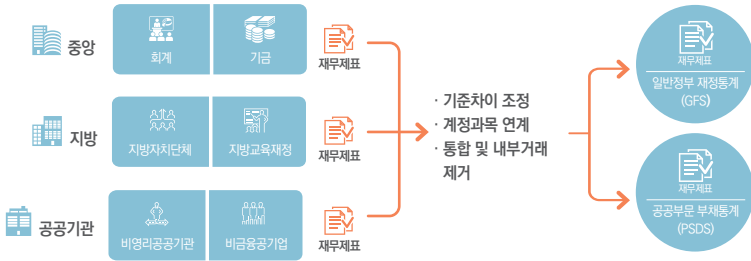 중앙
회계
기금
재무제표
지방
지방자치단체
지방교육재정
재무제표
공공기관
비영리공공기관
비금융공기업
재무제표
· 기준차이 조정
· 계정과목 연계
· 통합 및 내부거래
제거
재무제표
일반정부 재정통계
(GFS)
재무제표
공공부문 부채통계
(PSDS)